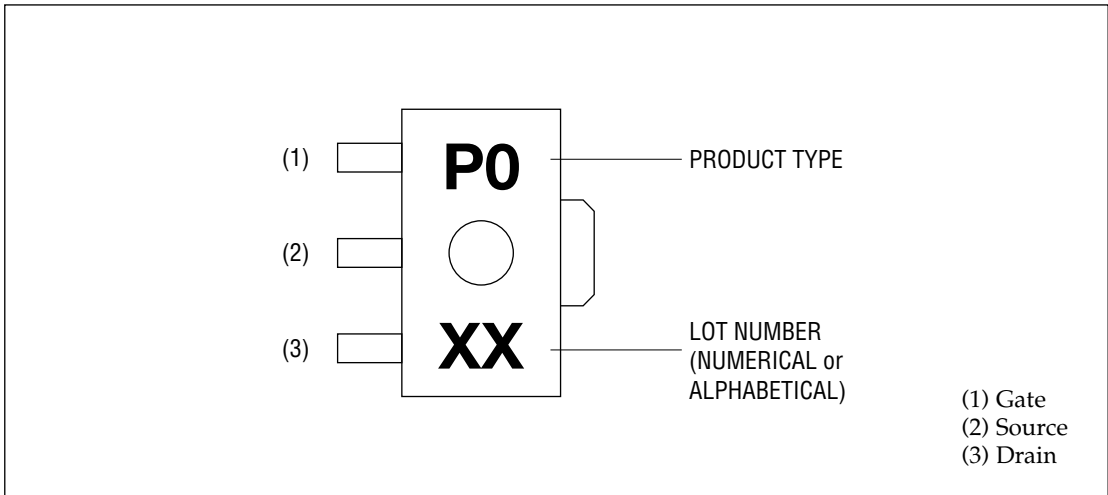 (1)
P0
PRODUCT TYPE
(2)
(3)
XX
LOT NUMBER
(NUMERICAL or
ALPHABETICAL)
(1) Gate
(2) Source
(3) Drain